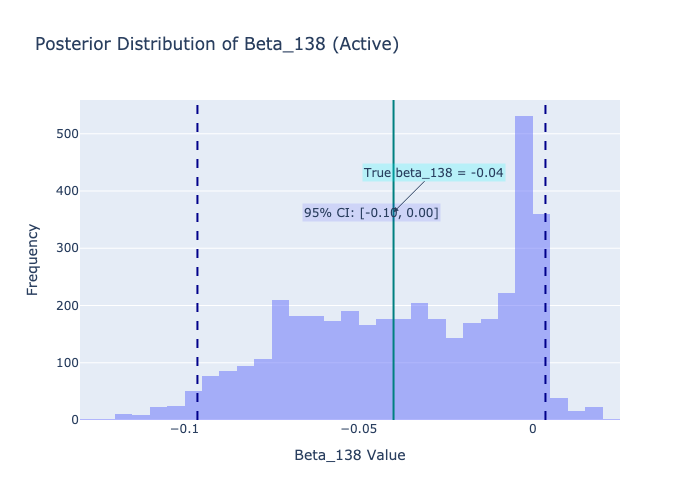 Posterior Distribution of Beta_138 (Active)
500
400
300
200
100
0
Frequency
True beta_138 = -0.04
95% CI: [-0.10, 0.00]
−0.1
−0.05
0
Beta_138 Value